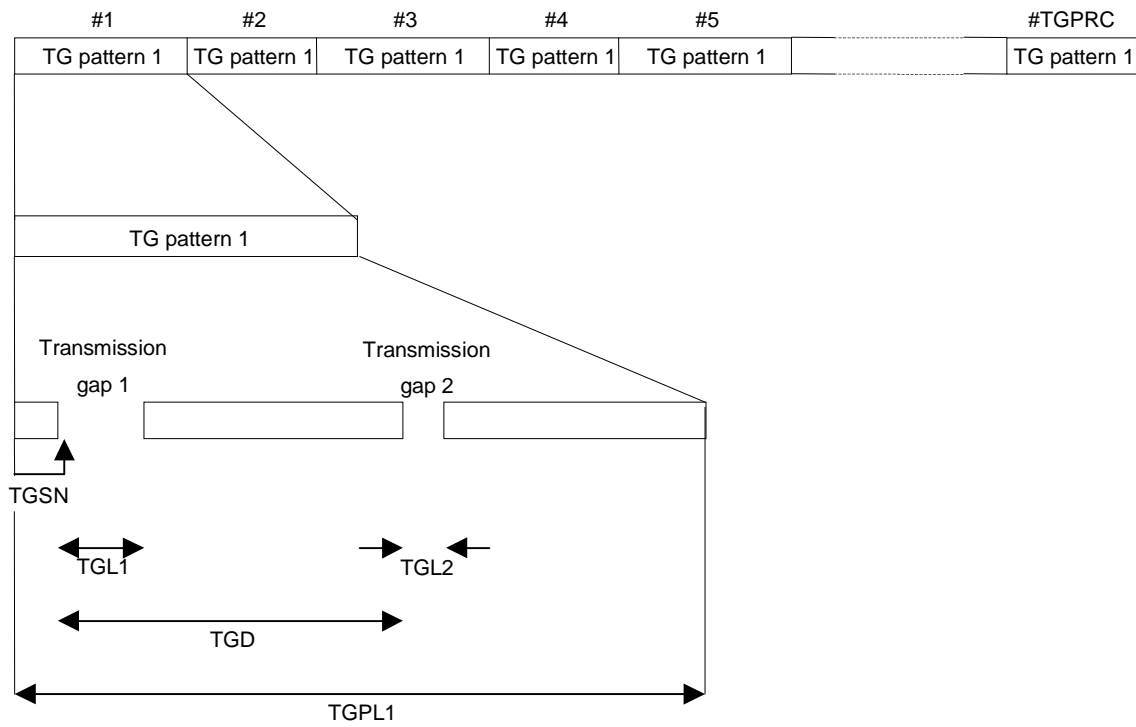 #1 #2 #3 #4 #5 #TGPRC
TG pattern 1 TG pattern 1 TG pattern 1 TG pattern 1 TG pattern 1 TG pattern 1
TG pattern 1
Transmission
gap 1
Transmission
gap 2
TGSN
TGL1 TGL2
TGD
TGPL1